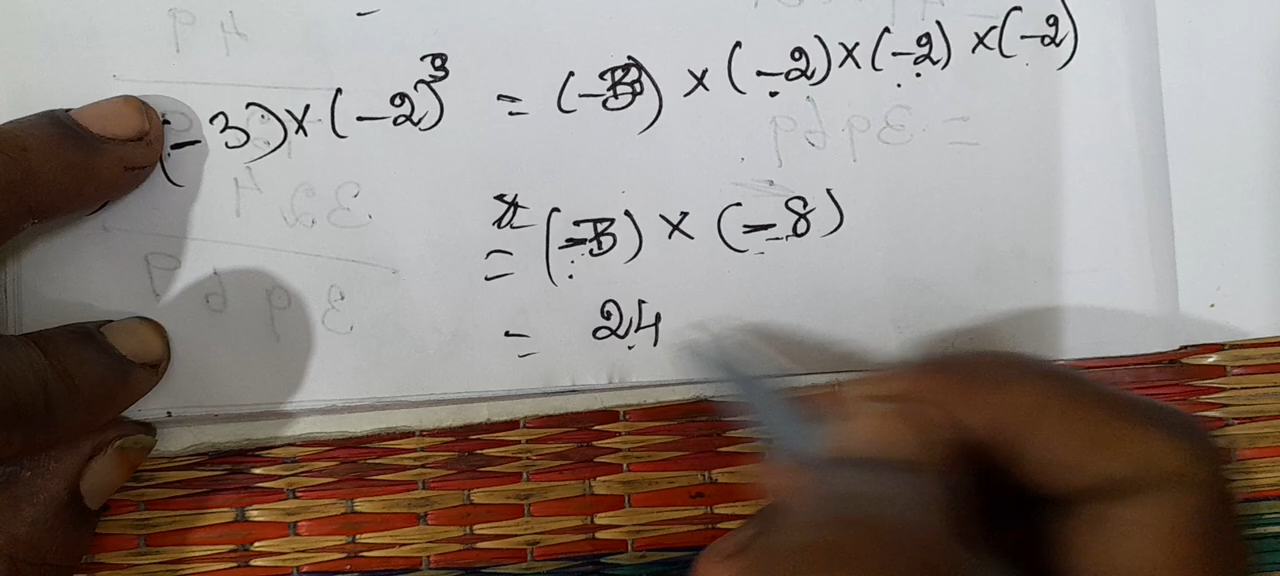 (-3)×(-2)³ = (-3)×(-2)×(-2)×(-2)
= (-3)×(-8)
= 24